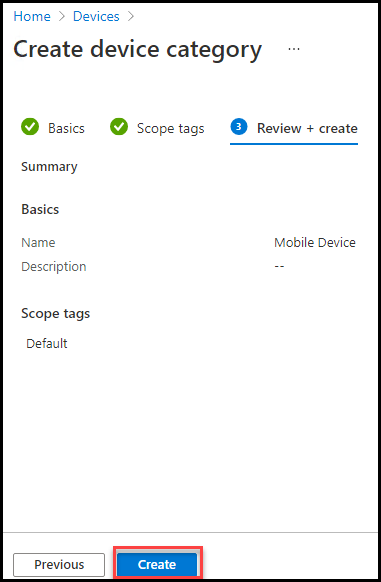 Home > Devices >
Create device category ...
Basics Scope tags 3 Review + create
Summary
Basics
Name Mobile Device
Description --
Scope tags
Default
Previous Create